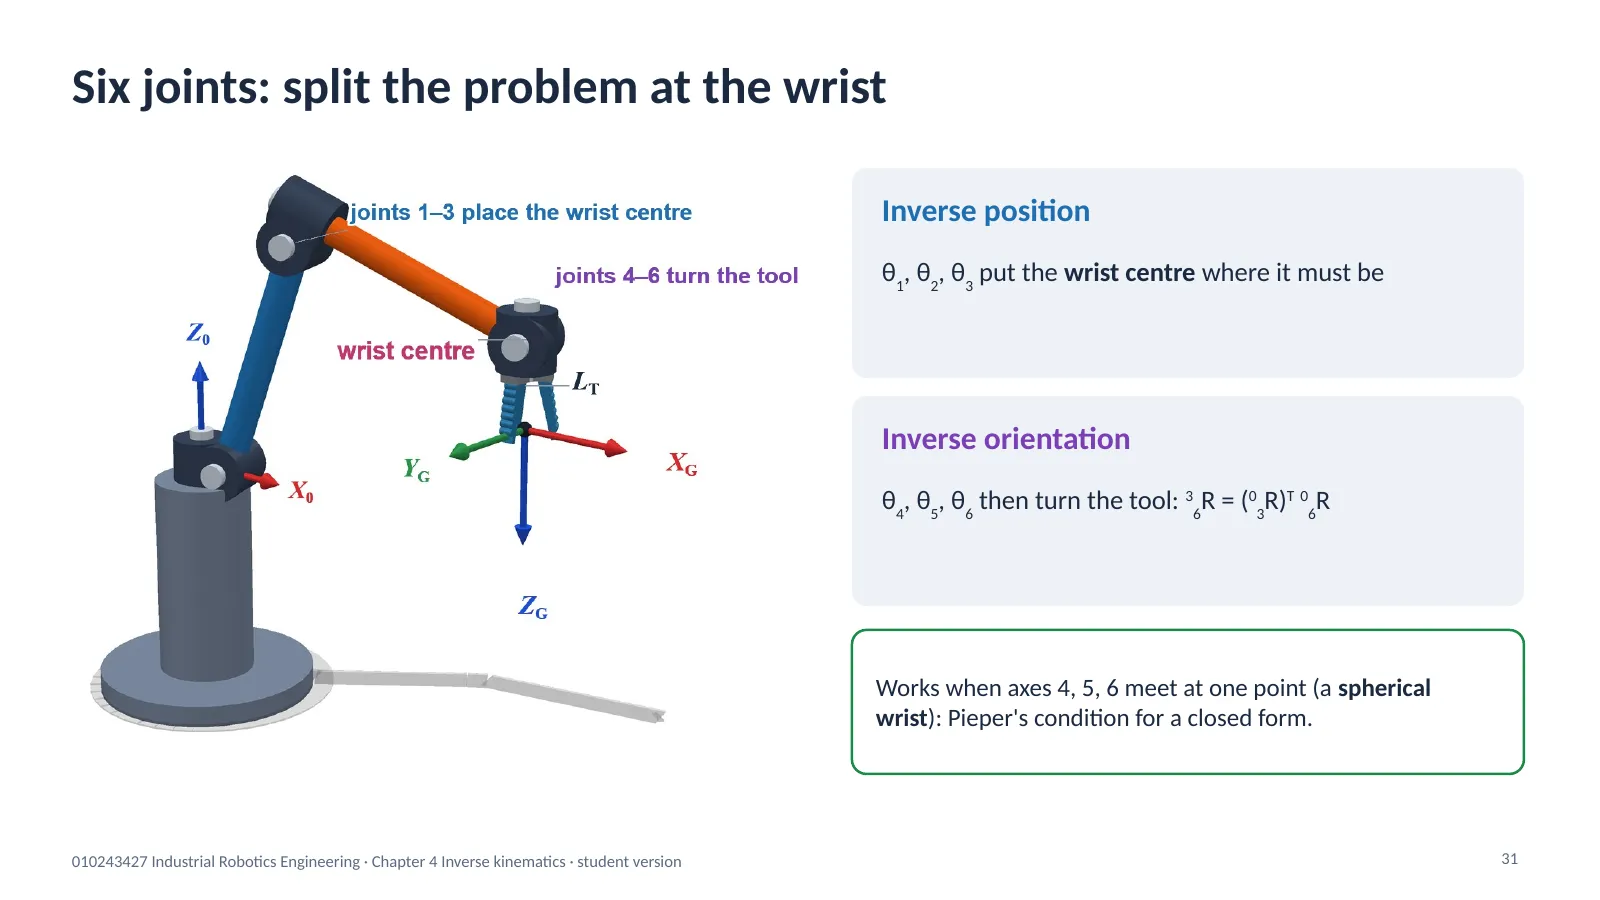 Six joints: split the problem at the wrist
joints 1–3 place the wrist centre
joints 4–6 turn the tool
Z₀
wrist centre
L_T
Y_G
X_G
X₀
Z_G
Inverse position
θ₁, θ₂, θ₃ put the wrist centre where it must be
Inverse orientation
θ₄, θ₅, θ₆ then turn the tool: ³₆R = (⁰₃R)ᵀ ⁰₆R
Works when axes 4, 5, 6 meet at one point (a spherical
wrist): Pieper's condition for a closed form.
010243427 Industrial Robotics Engineering · Chapter 4 Inverse kinematics · student version
31